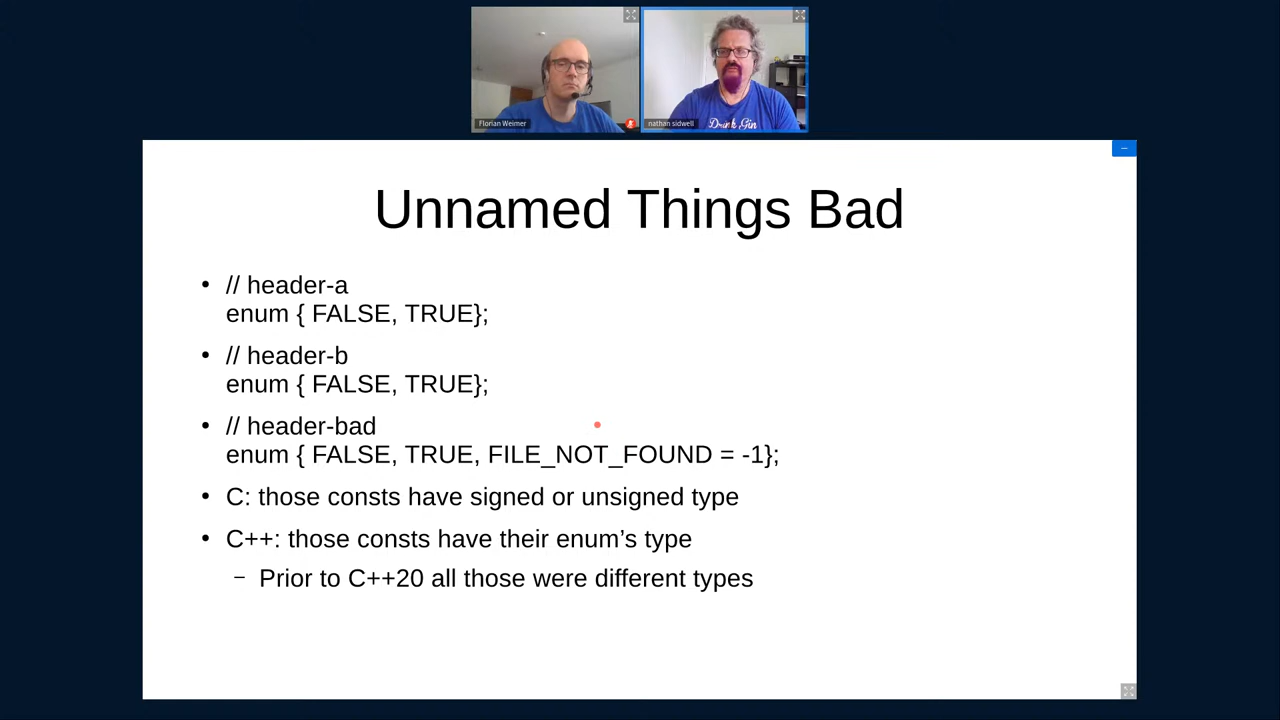 Florian Weimer
nathan sidwell
Drink Gin
Unnamed Things Bad
• // header-a
enum { FALSE, TRUE};
• // header-b
enum { FALSE, TRUE};
• // header-bad
enum { FALSE, TRUE, FILE_NOT_FOUND = -1};
• C: those consts have signed or unsigned type
• C++: those consts have their enum’s type
– Prior to C++20 all those were different types